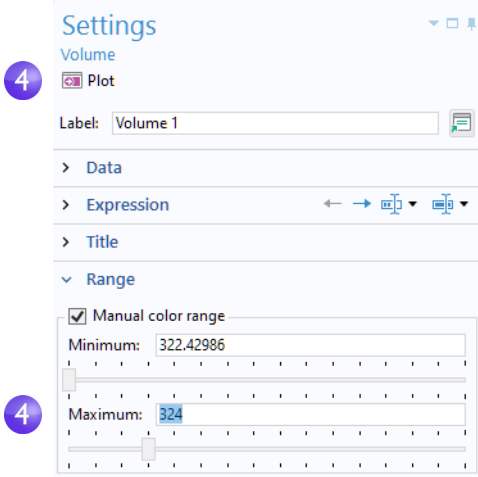 Settings
Volume
4 Plot
Label: Volume 1
Data
Expression
Title
Range
Manual color range
Minimum: 322.42986
4 Maximum: 324